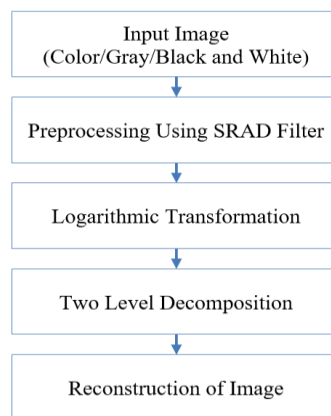 Input Image
(Color/Gray/Black and White)
Preprocessing Using SRAD Filter
Logarithmic Transformation
Two Level Decomposition
Reconstruction of Image